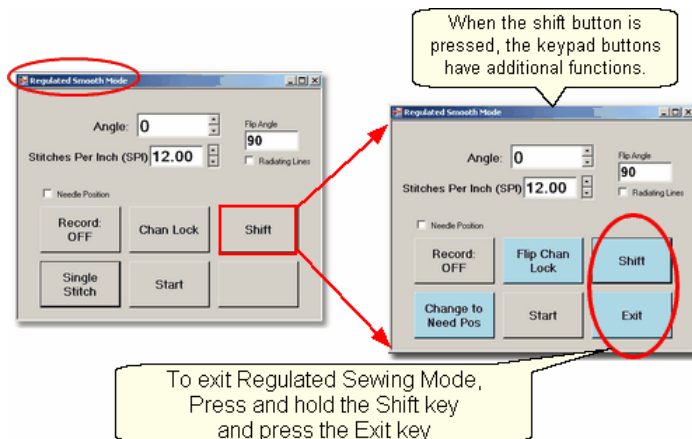 When the shift button is
pressed, the keypad buttons
have additional functions.
Regulated Smooth Mode
Angle: 0
Flip Angle
90
Stitches Per Inch (SPI) 12.00
Radiating Lines
Needle Position
Record:
OFF
Chan Lock
Shift
Single
Stitch
Start
Regulated Smooth Mode
Angle: 0
Flip Angle
90
Stitches Per Inch (SPI) 12.00
Radiating Lines
Needle Position
Record:
OFF
Flip Chan
Lock
Shift
Change to
Need Pos
Start
Exit
To exit Regulated Sewing Mode,
Press and hold the Shift key
and press the Exit key